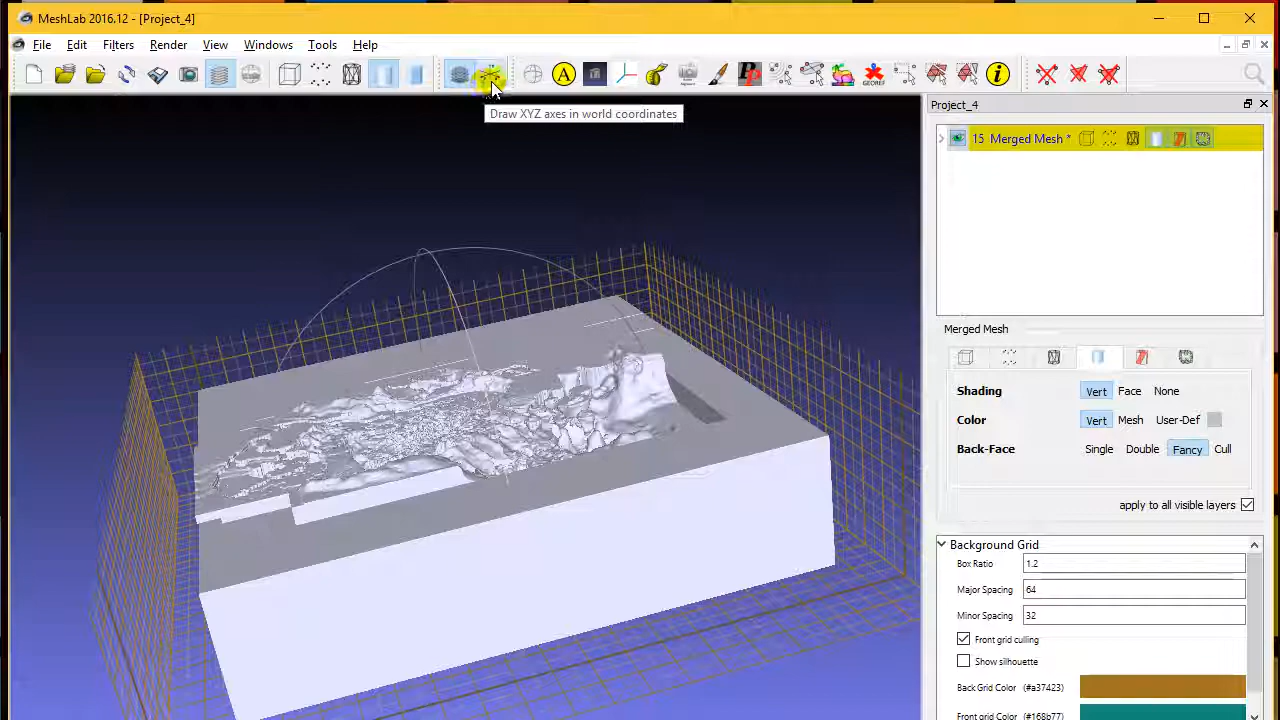 MeshLab 2016.12 - [Project_4]
File Edit Filters Render View Windows Tools Help
A
Pp
GEOREF
i
Draw XYZ axes in world coordinates
Project_4
15 Merged Mesh *
Merged Mesh
Shading Vert Face None
Color Vert Mesh User-Def
Back-Face Single Double Fancy Cull
apply to all visible layers
Background Grid
Box Ratio 1.2
Major Spacing 64
Minor Spacing 32
Front grid culling
Show silhouette
Back Grid Color (#a37423)
Front grid Color (#168b77)